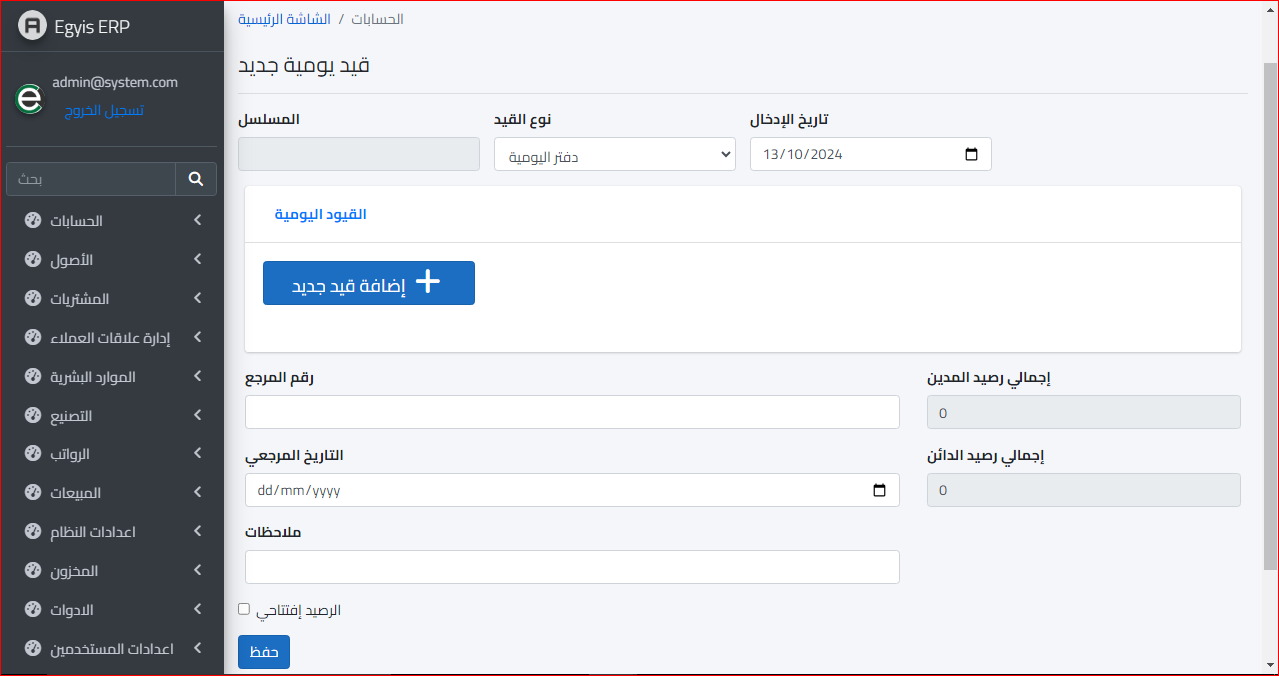 Egyis ERP
admin@system.com
تسجيل الخروج
بحث
الحسابات
الأصول
المشتريات
إدارة علاقات العملاء
الموارد البشرية
التصنيع
الرواتب
المبيعات
اعدادات النظام
المخزون
الادوات
اعدادات المستخدمين
الشاشة الرئيسية / الحسابات
قيد يومية جديد
المسلسل
نوع القيد
دفتر اليومية
تاريخ الإدخال
13/10/2024
القيود اليومية
إضافة قيد جديد
رقم المرجع
إجمالي رصيد المدين
0
التاريخ المرجعي
dd/mm/yyyy
إجمالي رصيد الدائن
0
ملاحظات
الرصيد إفتتاحي
حفظ